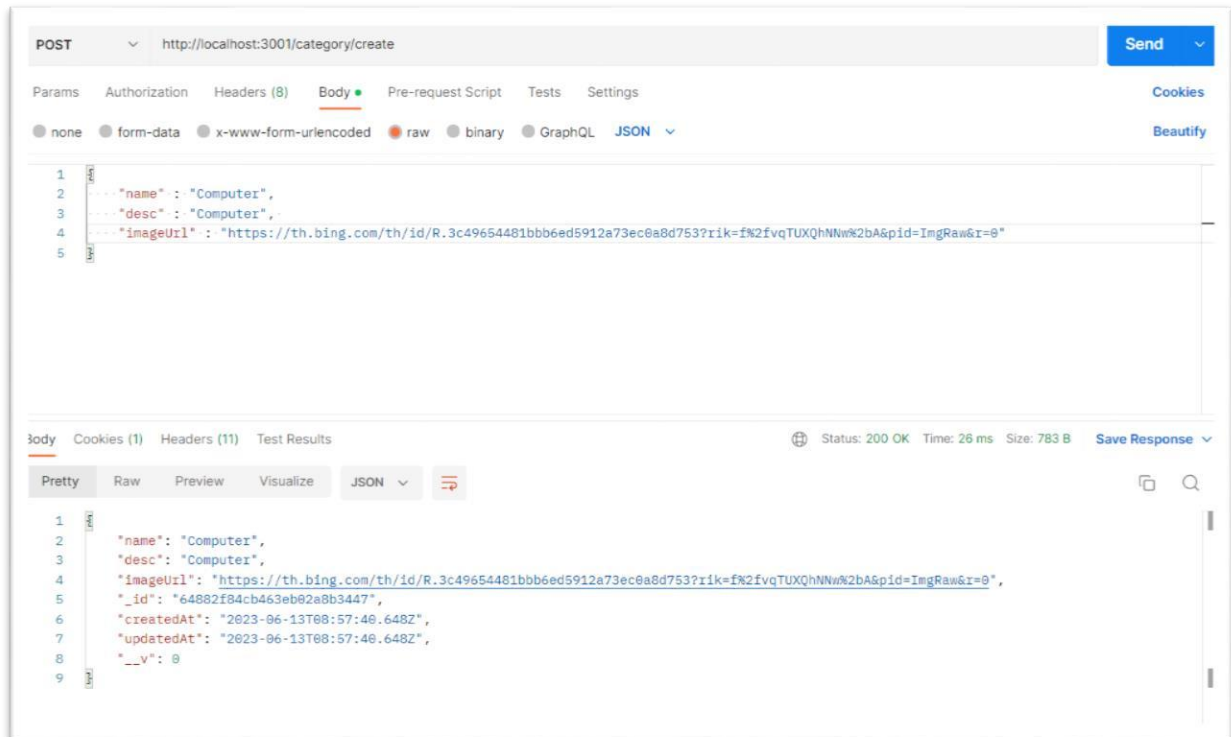 POST http://localhost:3001/category/create Send
Params Authorization Headers (8) Body Pre-request Script Tests Settings Cookies
none form-data x-www-form-urlencoded raw binary GraphQL JSON Beautify
1 {
2 "name" : "Computer",
3 "desc" : "Computer",
4 "imageUrl" : "https://th.bing.com/th/id/R.3c49654481bbb6ed5912a73ec0a8d753?rik=f%2fvqTUXQhNNw%2bA&pid=ImgRaw&r=0"
5 }
Body Cookies (1) Headers (11) Test Results Status: 200 OK Time: 26 ms Size: 783 B Save Response
Pretty Raw Preview Visualize JSON
1 {
2 "name": "Computer",
3 "desc": "Computer",
4 "imageUrl": "https://th.bing.com/th/id/R.3c49654481bbb6ed5912a73ec0a8d753?rik=f%2fvqTUXQhNNw%2bA&pid=ImgRaw&r=0",
5 "_id": "64882f84cb463eb02a8b3447",
6 "createdAt": "2023-06-13T08:57:40.648Z",
7 "updatedAt": "2023-06-13T08:57:40.648Z",
8 "__v": 0
9 }